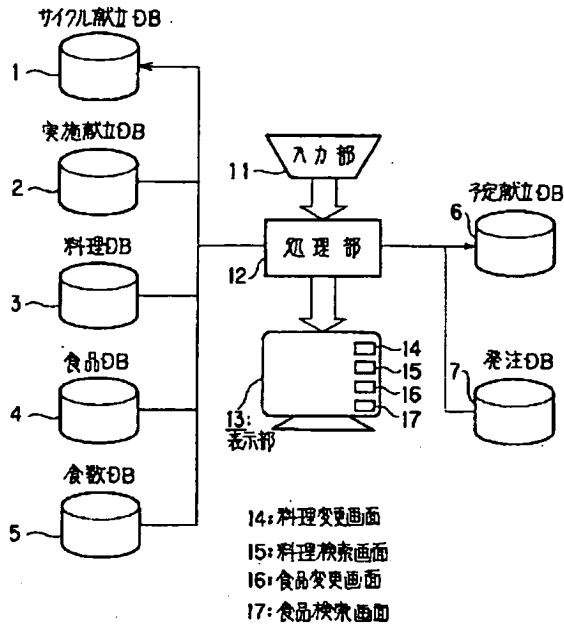 サイクル献立DB
1
実施献立DB
2
料理DB
3
食品DB
4
食数DB
5
入力部
11
処理部
12
14
15
16
17
13:
表示部
予定献立DB
6
発注DB
7
14:料理変更画面
15:料理検索画面
16:食品変更画面
17:食品検索画面